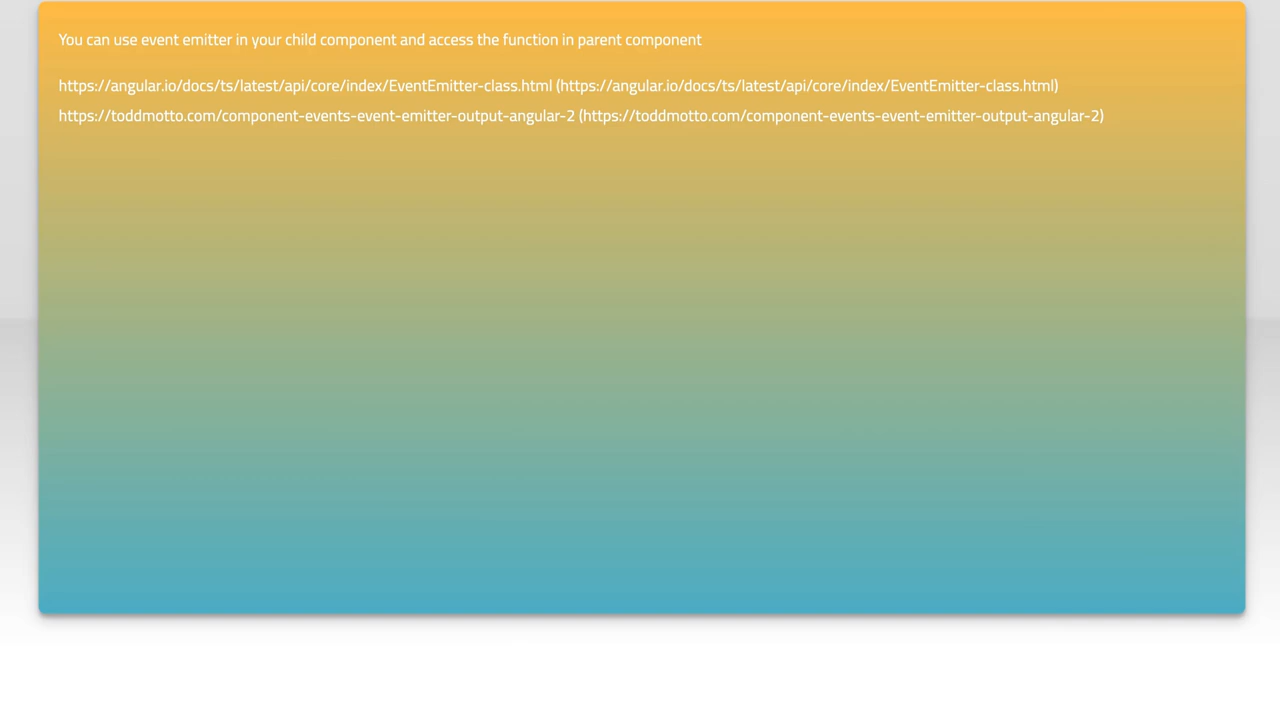 You can use event emitter in your child component and access the function in parent component
https://angular.io/docs/ts/latest/api/core/index/EventEmitter-class.html (https://angular.io/docs/ts/latest/api/core/index/EventEmitter-class.html)
https://toddmotto.com/component-events-event-emitter-output-angular-2 (https://toddmotto.com/component-events-event-emitter-output-angular-2)